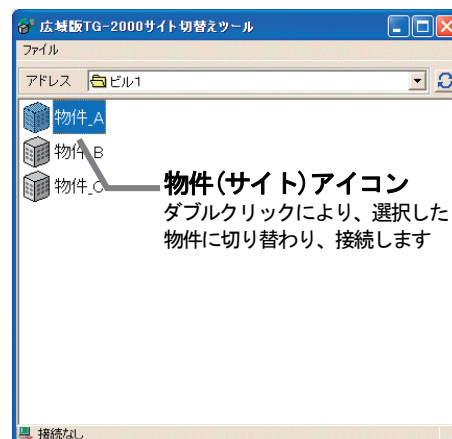 広域版TG-2000サイト切替えツール
ファイル
アドレス ビル1
物件_A
物件_B
物件_C
物件(サイト)アイコン
ダブルクリックにより、選択した
物件に切り替わり、接続します
接続なし